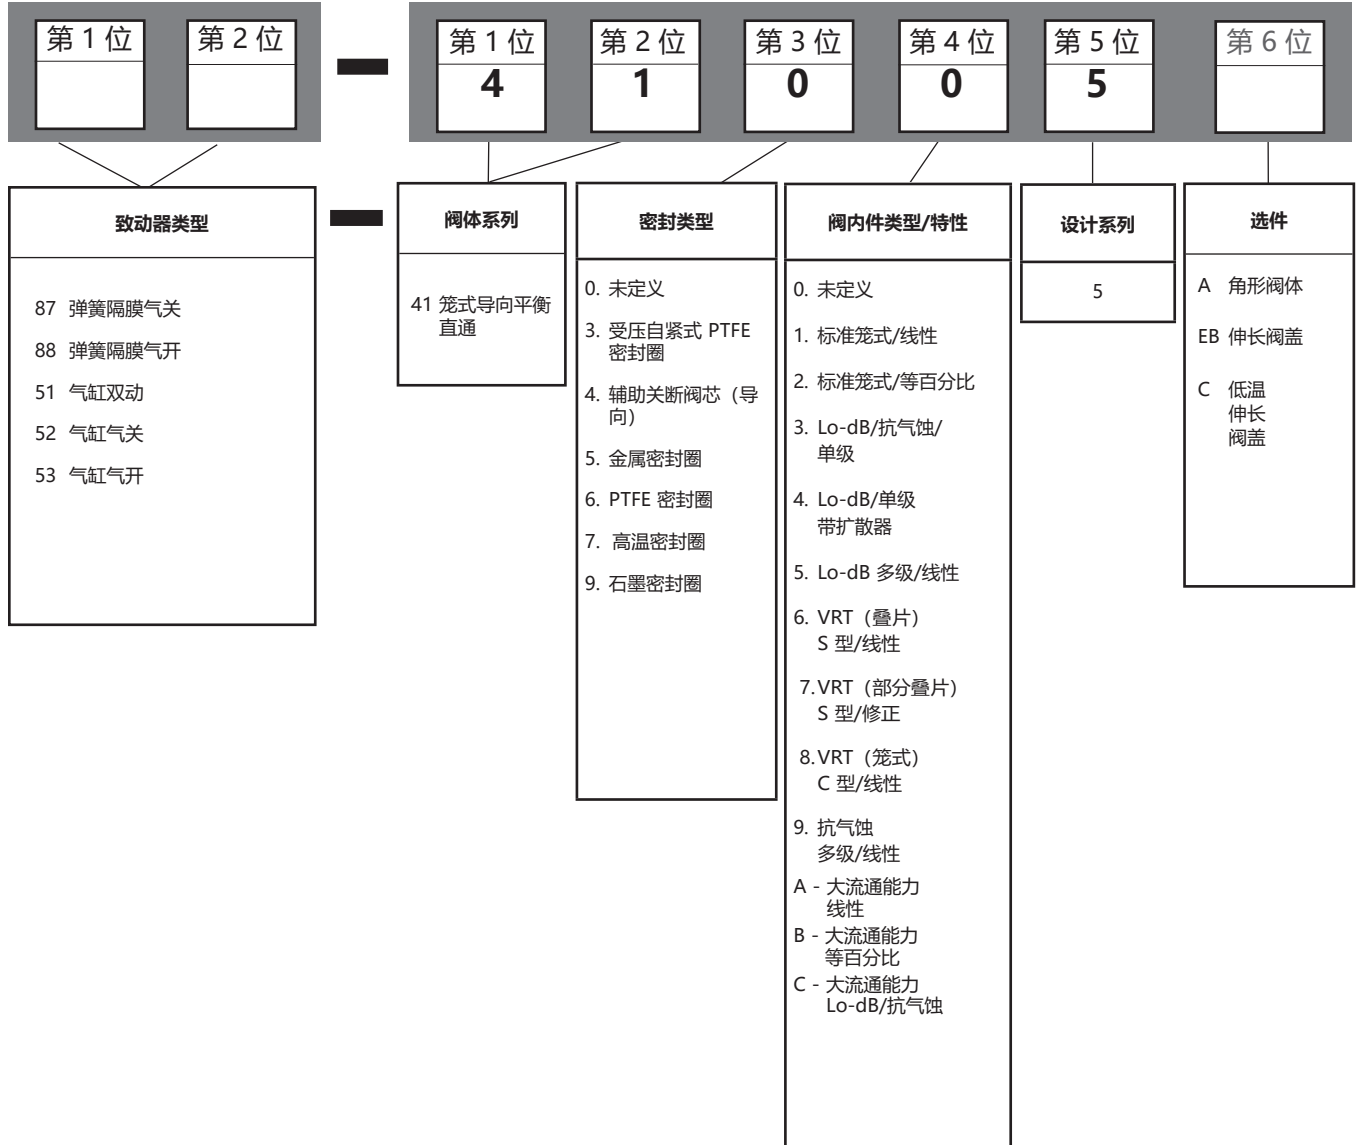 第 1 位
第 2 位
第 1 位
第 2 位
第 3 位
第 4 位
第 5 位
第 6 位
4
1
0
0
5
致动器类型
87 弹簧隔膜气关
88 弹簧隔膜气开
51 气缸双动
52 气缸气关
53 气缸气开
阀体系列
41 笼式导向平衡
直通
密封类型
0. 未定义
3. 受压自紧式 PTFE
密封圈
4. 辅助关断阀芯（导
向）
5. 金属密封圈
6. PTFE 密封圈
7. 高温密封圈
9. 石墨密封圈
阀内件类型/特性
0. 未定义
1. 标准笼式/线性
2. 标准笼式/等百分比
3. Lo-dB/抗气蚀/
单级
4. Lo-dB/单级
带扩散器
5. Lo-dB 多级/线性
6. VRT（叠片）
S 型/线性
7.VRT（部分叠片）
S 型/修正
8.VRT（笼式）
C 型/线性
9. 抗气蚀
多级/线性
A - 大流通能力
线性
B - 大流通能力
等百分比
C - 大流通能力
Lo-dB/抗气蚀
设计系列
5
选件
A 角形阀体
EB 伸长阀盖
C 低温
伸长
阀盖